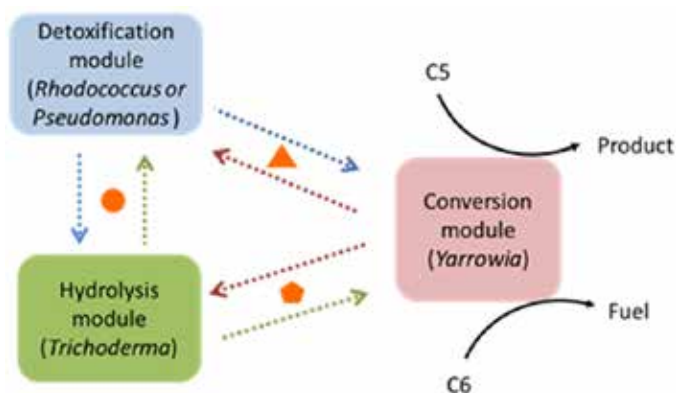 Detoxification
module
(Rhodococcus or
Pseudomonas)
C5
Product
Conversion
module
(Yarrowia)
Hydrolysis
module
(Trichoderma)
Fuel
C6